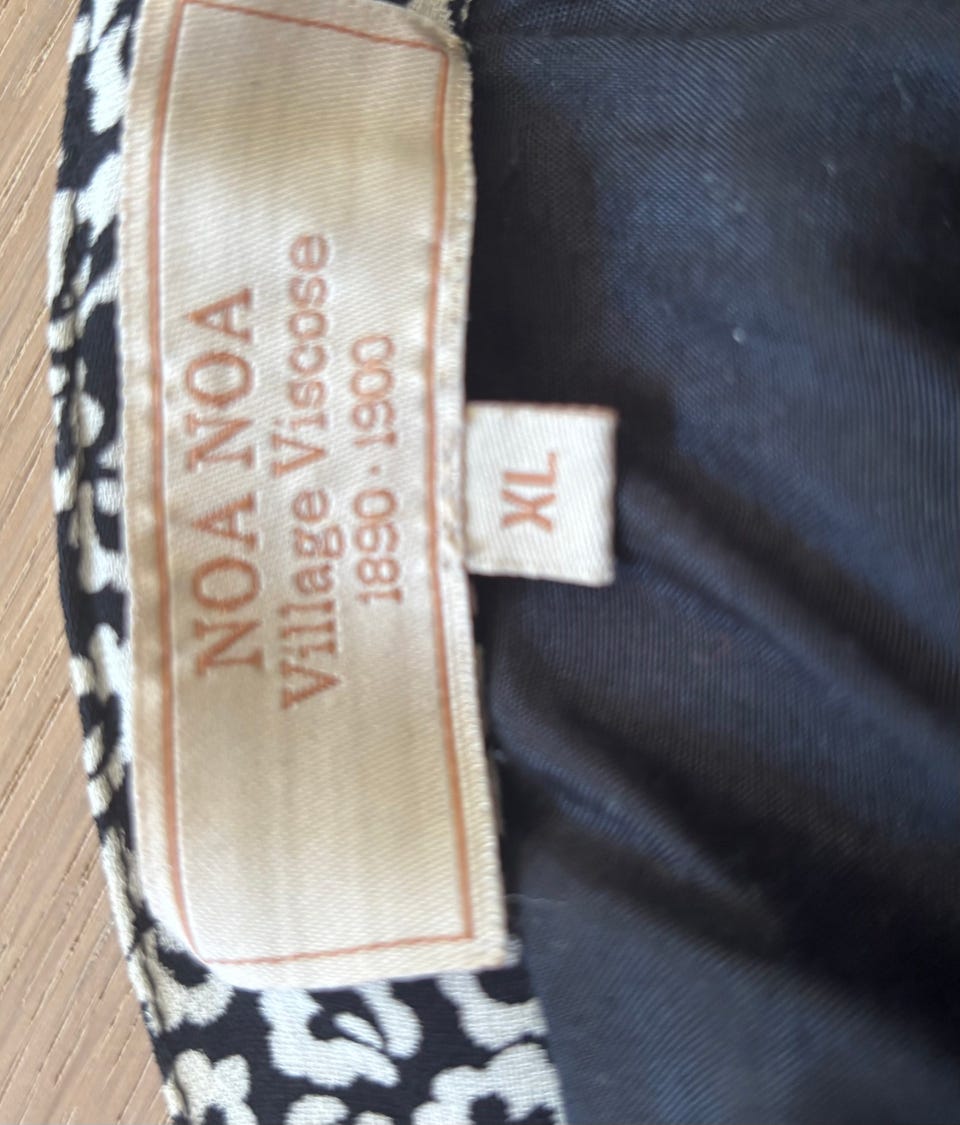 NOA NOA
Village Viscose
1890·1900
XL